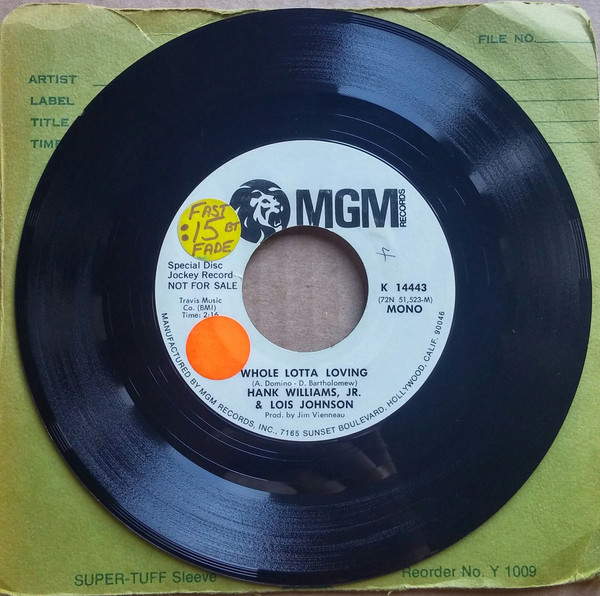 FILE NO.
ARTIST
LABEL
TITLE
TIME
MGM
RECORDS
FAST
:15 BT
FADE
Special Disc
Jockey Record
NOT FOR SALE
Travis Music
Co. (BMI)
Time: 2:16
K 14443
(72N 51,523-M)
MONO
WHOLE LOTTA LOVING
(A. Domino - D. Bartholomew)
HANK WILLIAMS, JR.
& LOIS JOHNSON
Prod. by Jim Vienneau
MANUFACTURED BY MGM RECORDS, INC., 7165 SUNSET BOULEVARD, HOLLYWOOD, CALIF. 90046
SUPER-TUFF Sleeve
Reorder No. Y 1009